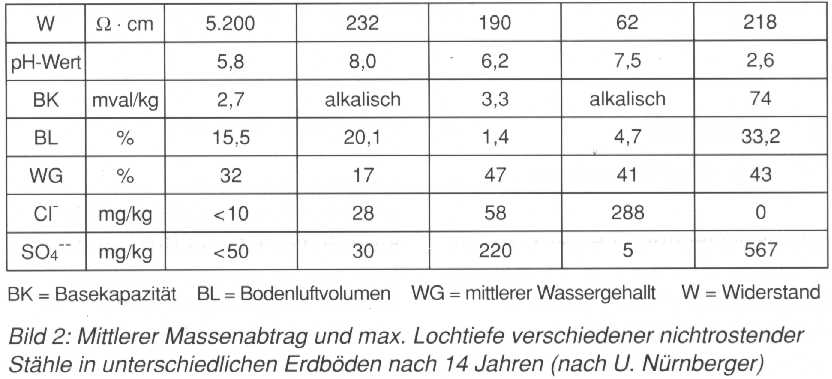 W Ω · cm 5.200 232 190 62 218
pH-Wert 5,8 8,0 6,2 7,5 2,6
BK mval/kg 2,7 alkalisch 3,3 alkalisch 74
BL % 15,5 20,1 1,4 4,7 33,2
WG % 32 17 47 41 43
Cl⁻ mg/kg <10 28 58 288 0
SO₄⁻⁻ mg/kg <50 30 220 5 567
BK = Basekapazität BL = Bodenluftvolumen WG = mittlerer Wassergehallt W = Widerstand
Bild 2: Mittlerer Massenabtrag und max. Lochtiefe verschiedener nichtrostender
Stähle in unterschiedlichen Erdböden nach 14 Jahren (nach U. Nürnberger)